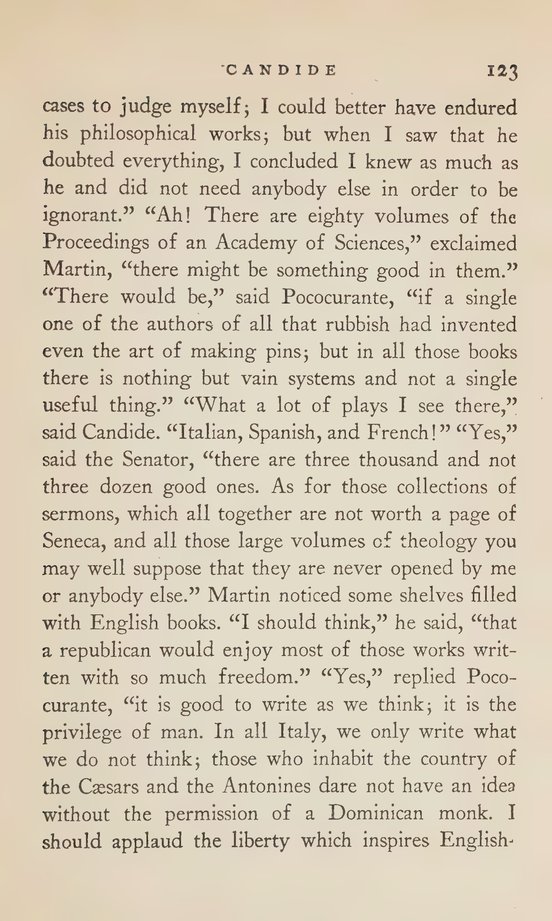 CANDIDE 123
cases to judge myself; I could better have endured
his philosophical works; but when I saw that he
doubted everything, I concluded I knew as much as
he and did not need anybody else in order to be
ignorant.” “Ah! There are eighty volumes of the
Proceedings of an Academy of Sciences,” exclaimed
Martin, “there might be something good in them.”
“There would be,” said Pococurante, “if a single
one of the authors of all that rubbish had invented
even the art of making pins; but in all those books
there is nothing but vain systems and not a single
useful thing.” “What a lot of plays I see there,”
said Candide. “Italian, Spanish, and French!” “Yes,”
said the Senator, “there are three thousand and not
three dozen good ones. As for those collections of
sermons, which all together are not worth a page of
Seneca, and all those large volumes of theology you
may well suppose that they are never opened by me
or anybody else.” Martin noticed some shelves filled
with English books. “I should think,” he said, “that
a republican would enjoy most of those works writ-
ten with so much freedom.” “Yes,” replied Poco-
curante, “it is good to write as we think; it is the
privilege of man. In all Italy, we only write what
we do not think; those who inhabit the country of
the Cæsars and the Antonines dare not have an idea
without the permission of a Dominican monk. I
should applaud the liberty which inspires English-